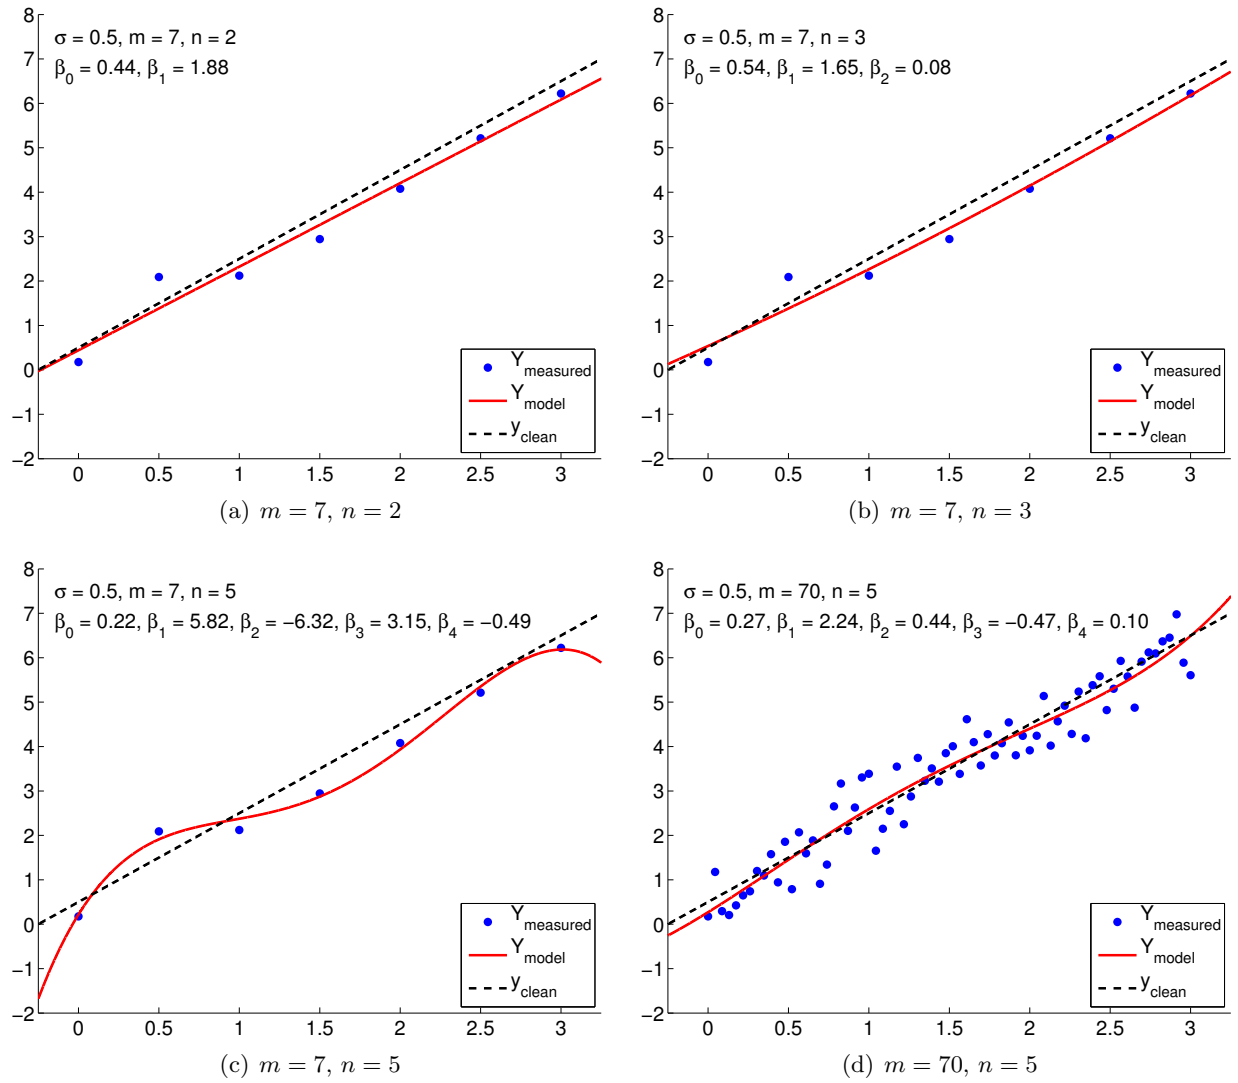 8
7
6
5
4
3
2
1
0
−1
−2
σ = 0.5, m = 7, n = 2
β0 = 0.44, β1 = 1.88
Ymeasured
Ymodel
yclean
0 0.5 1 1.5 2 2.5 3
(a) m = 7, n = 2
8
7
6
5
4
3
2
1
0
−1
−2
σ = 0.5, m = 7, n = 3
β0 = 0.54, β1 = 1.65, β2 = 0.08
Ymeasured
Ymodel
yclean
0 0.5 1 1.5 2 2.5 3
(b) m = 7, n = 3
8
7
6
5
4
3
2
1
0
−1
−2
σ = 0.5, m = 7, n = 5
β0 = 0.22, β1 = 5.82, β2 = −6.32, β3 = 3.15, β4 = −0.49
Ymeasured
Ymodel
yclean
0 0.5 1 1.5 2 2.5 3
(c) m = 7, n = 5
8
7
6
5
4
3
2
1
0
−1
−2
σ = 0.5, m = 70, n = 5
β0 = 0.27, β1 = 2.24, β2 = 0.44, β3 = −0.47, β4 = 0.10
Ymeasured
Ymodel
yclean
0 0.5 1 1.5 2 2.5 3
(d) m = 70, n = 5